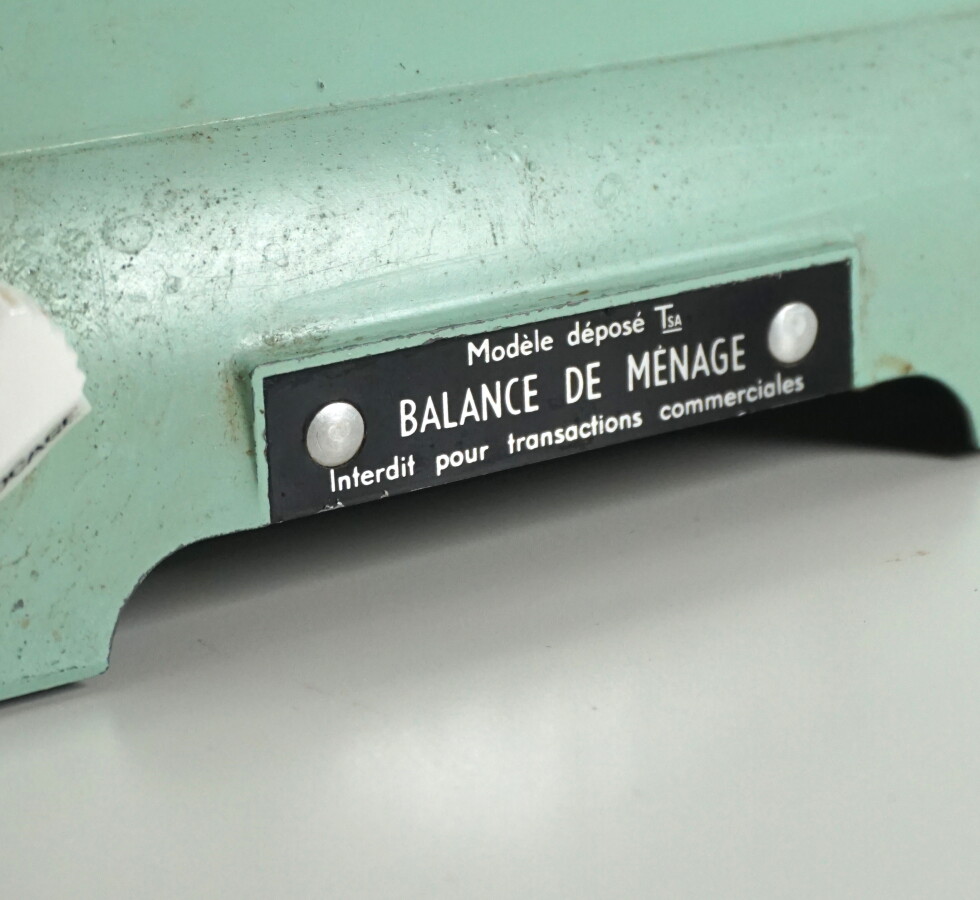 Modèle déposé TSA
BALANCE DE MÉNAGE
Interdit pour transactions commerciales